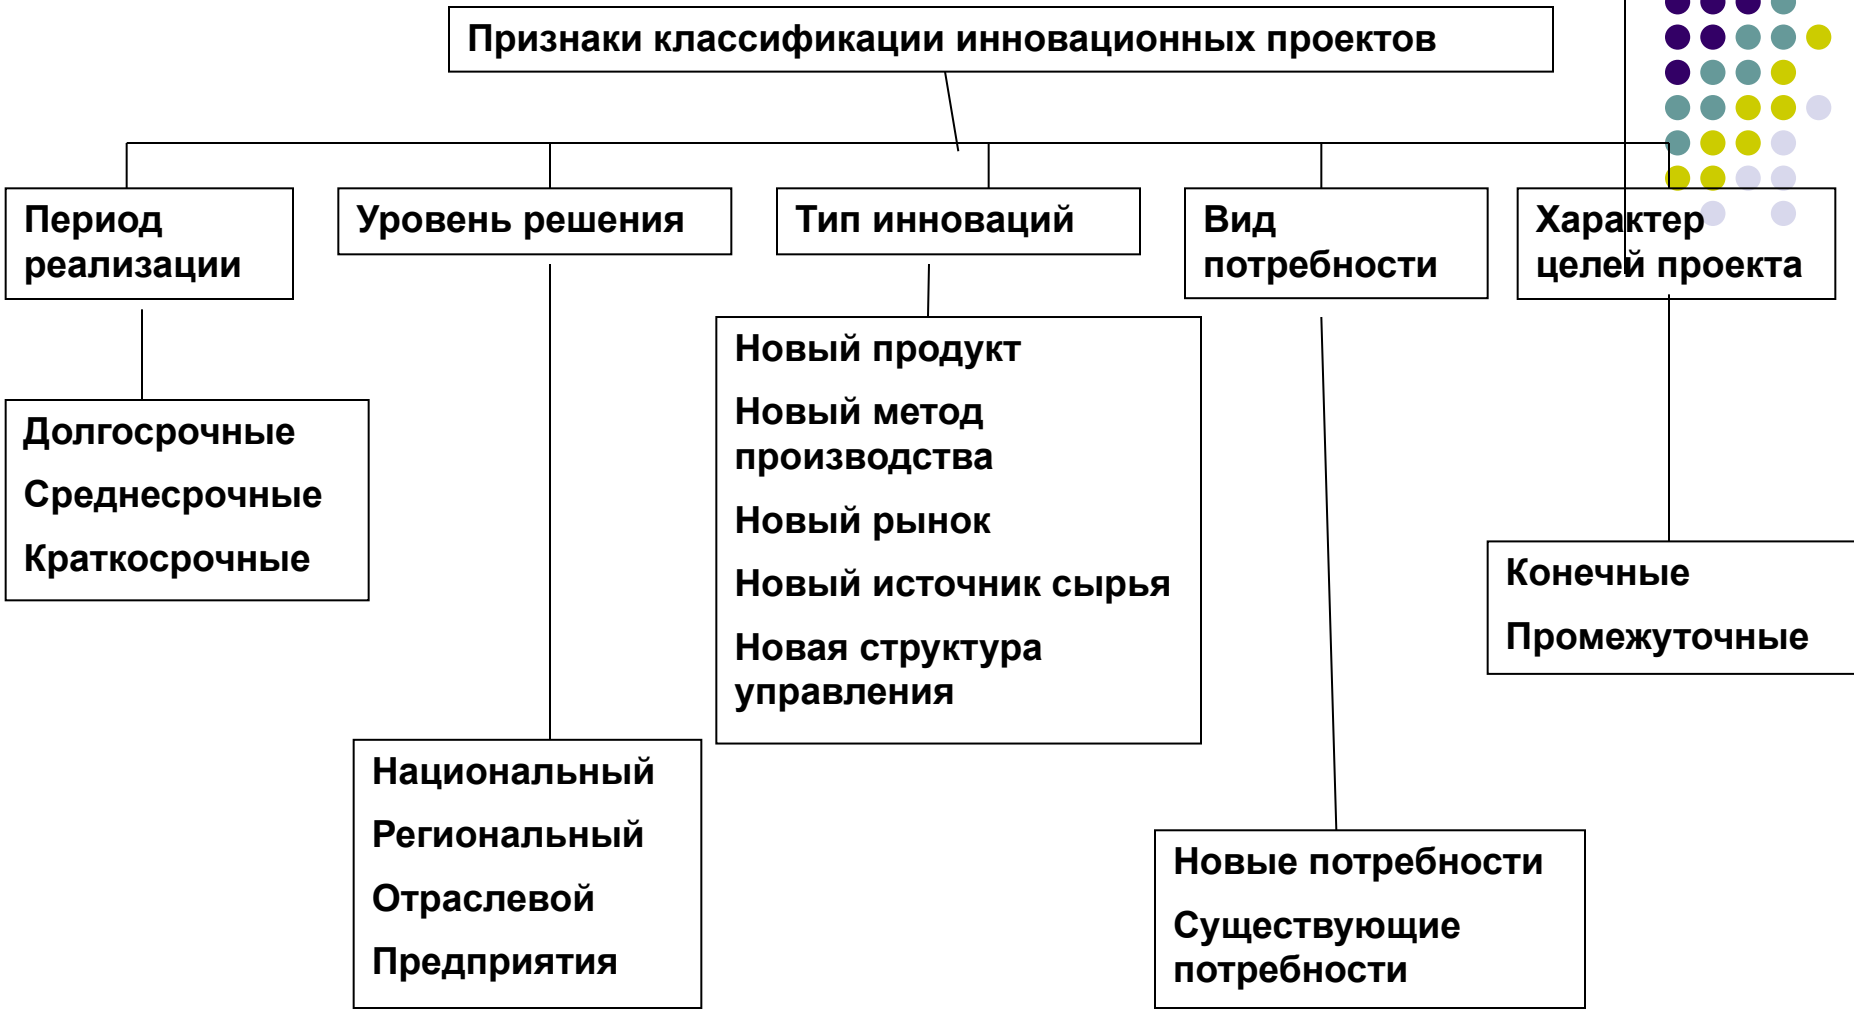 Признаки классификации инновационных проектов
Период
реализации
Уровень решения
Тип инноваций
Вид
потребности
Характер
целей проекта
Долгосрочные
Среднесрочные
Краткосрочные
Национальный
Региональный
Отраслевой
Предприятия
Новый продукт
Новый метод
производства
Новый рынок
Новый источник сырья
Новая структура
управления
Новые потребности
Существующие
потребности
Конечные
Промежуточные